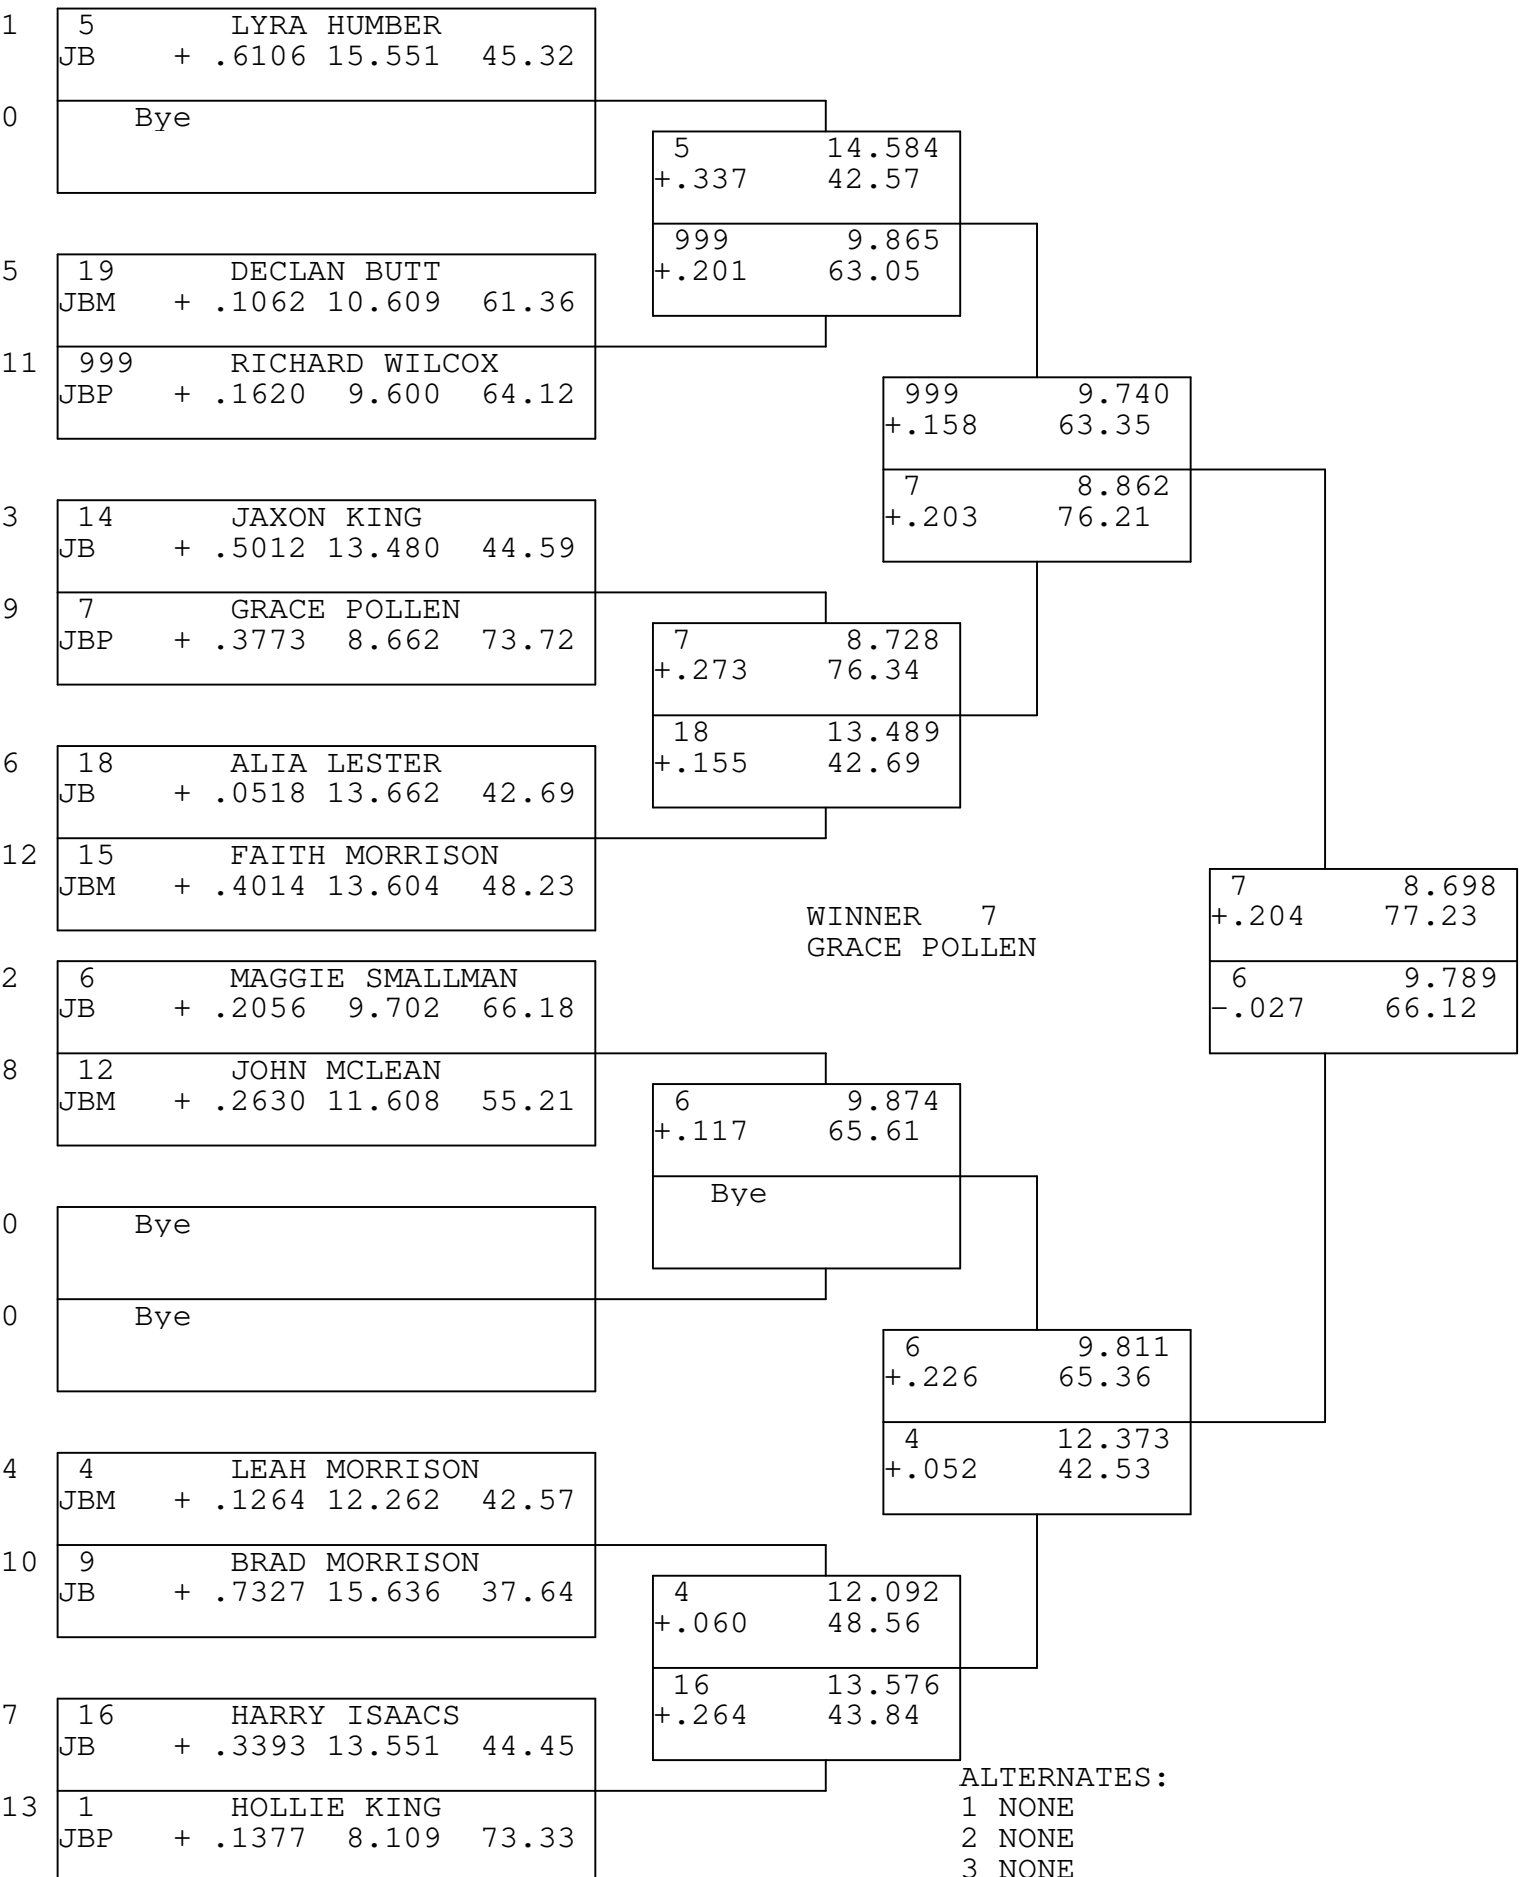 1 5 LYRA HUMBER
JB + .6106 15.551 45.32
0 Bye
5 14.584
+.337 42.57
999 9.865
+.201 63.05
5 19 DECLAN BUTT
JBM + .1062 10.609 61.36
11 999 RICHARD WILCOX
JBP + .1620 9.600 64.12
999 9.740
+.158 63.35
7 8.862
+.203 76.21
3 14 JAXON KING
JB + .5012 13.480 44.59
9 7 GRACE POLLEN
JBP + .3773 8.662 73.72
7 8.728
+.273 76.34
18 13.489
+.155 42.69
6 18 ALIA LESTER
JB + .0518 13.662 42.69
12 15 FAITH MORRISON
JBM + .4014 13.604 48.23
WINNER 7
GRACE POLLEN
7 8.698
+.204 77.23
6 9.789
-.027 66.12
2 6 MAGGIE SMALLMAN
JB + .2056 9.702 66.18
8 12 JOHN MCLEAN
JBM + .2630 11.608 55.21
6 9.874
+.117 65.61
Bye
0 Bye
0 Bye
6 9.811
+.226 65.36
4 12.373
+.052 42.53
4 4 LEAH MORRISON
JBM + .1264 12.262 42.57
10 9 BRAD MORRISON
JB + .7327 15.636 37.64
4 12.092
+.060 48.56
16 13.576
+.264 43.84
7 16 HARRY ISAACS
JB + .3393 13.551 44.45
13 1 HOLLIE KING
JBP + .1377 8.109 73.33
ALTERNATES:
1 NONE
2 NONE
3 NONE